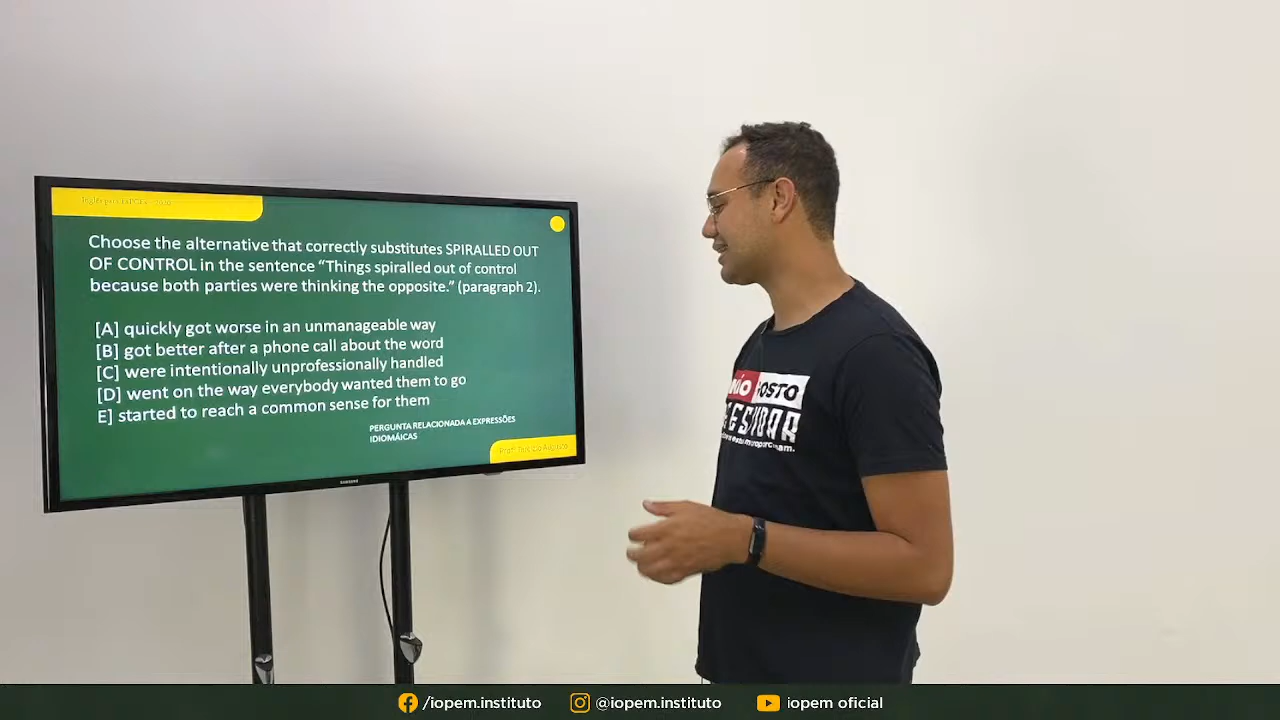 Choose the alternative that correctly substitutes SPIRALLED OUT
OF CONTROL in the sentence “Things spiralled out of control
because both parties were thinking the opposite.” (paragraph 2).
[A] quickly got worse in an unmanageable way
[B] got better after a phone call about the word
[C] were intentionally unprofessionally handled
[D] went on the way everybody wanted them to go
E] started to reach a common sense for them
PERGUNTA RELACIONADA A EXPRESSÕES
IDIOMÁICAS
SAMSUNG
/iopem.instituto
@iopem.instituto
iopem oficial